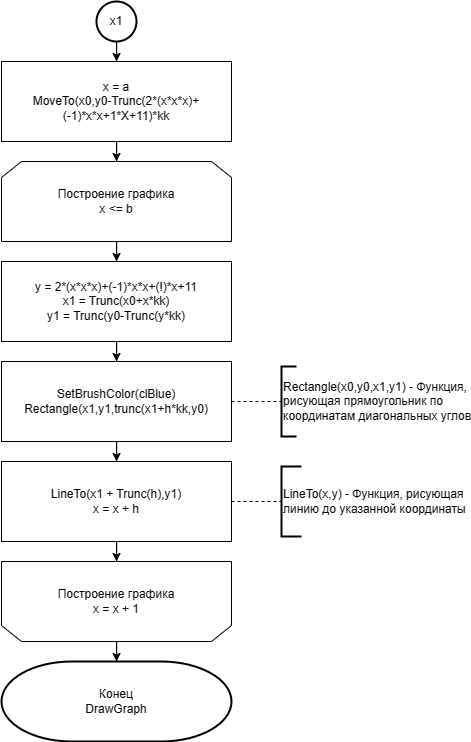 x1
x = a
MoveTo(x0,y0-Trunc(2*(x*x*x)+
(-1)*x*x+1*X+11)*kk
Построение графика
x <= b
y = 2*(x*x*x)+(-1)*x*x+(!)*x+11
x1 = Trunc(x0+x*kk)
y1 = Trunc(y0-Trunc(y*kk)
SetBrushColor(clBlue)
Rectangle(x1,y1,trunc(x1+h*kk,y0)
Rectangle(x0,y0,x1,y1) - Функция,
рисующая прямоугольник по
координатам диагональных углов
LineTo(x1 + Trunc(h),y1)
x = x + h
LineTo(x,y) - Функция, рисующая
линию до указанной координаты
Построение графика
x = x + 1
Конец
DrawGraph